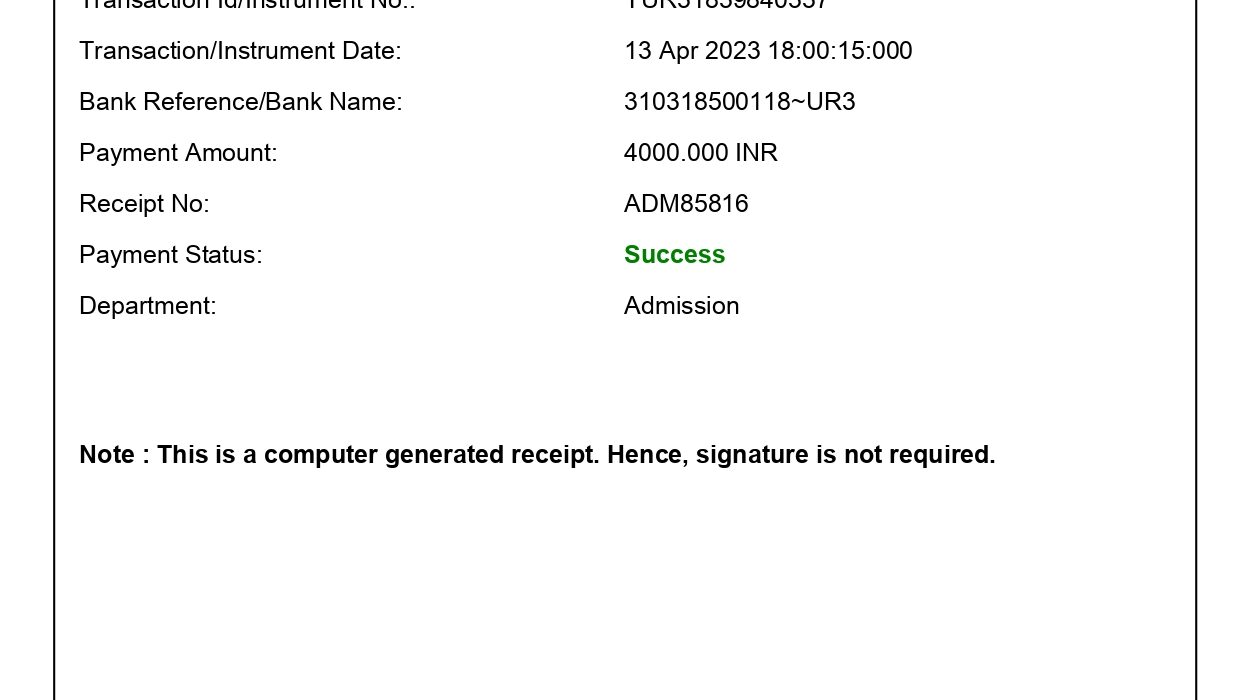 Transaction Id/Instrument No.:
Transaction/Instrument Date: 13 Apr 2023 18:00:15:000
Bank Reference/Bank Name: 310318500118~UR3
Payment Amount: 4000.000 INR
Receipt No: ADM85816
Payment Status: Success
Department: Admission
Note : This is a computer generated receipt. Hence, signature is not required.